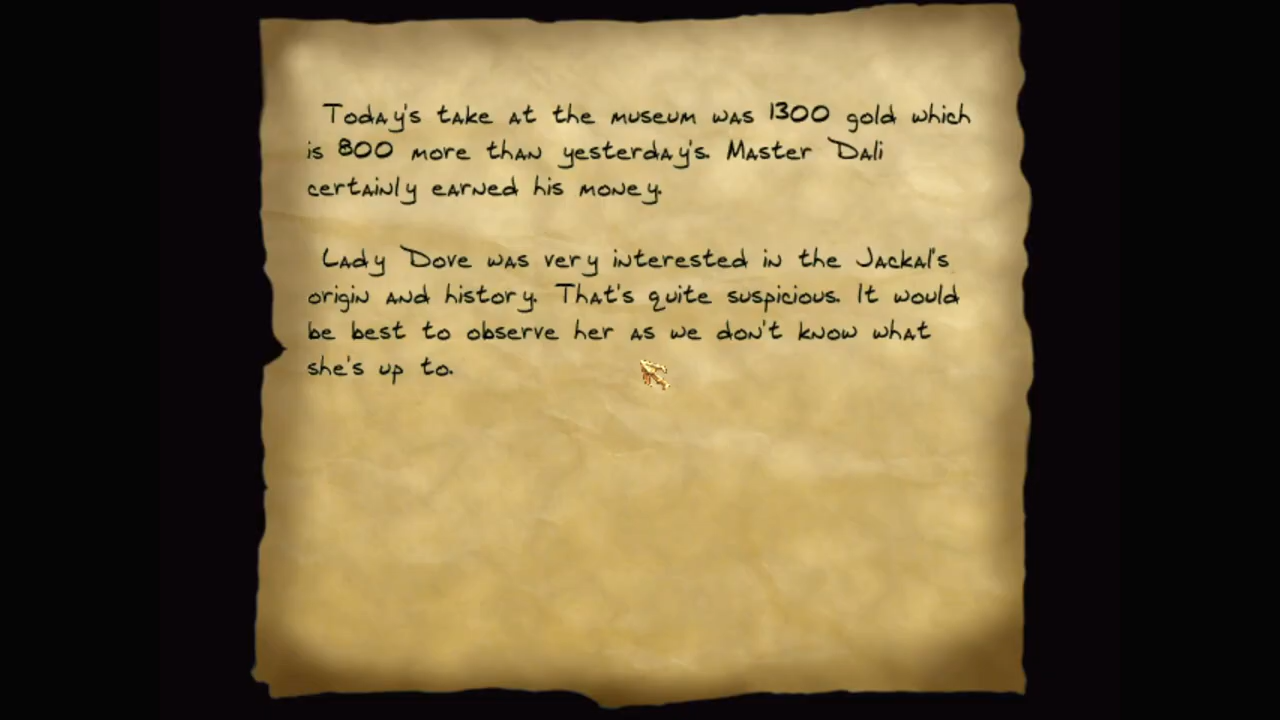 Today's take at the museum was 1300 gold which
is 800 more than yesterday's. Master Dali
certainly earned his money.
Lady Dove was very interested in the Jackal's
origin and history. That's quite suspicious. It would
be best to observe her as we don't know what
she's up to.